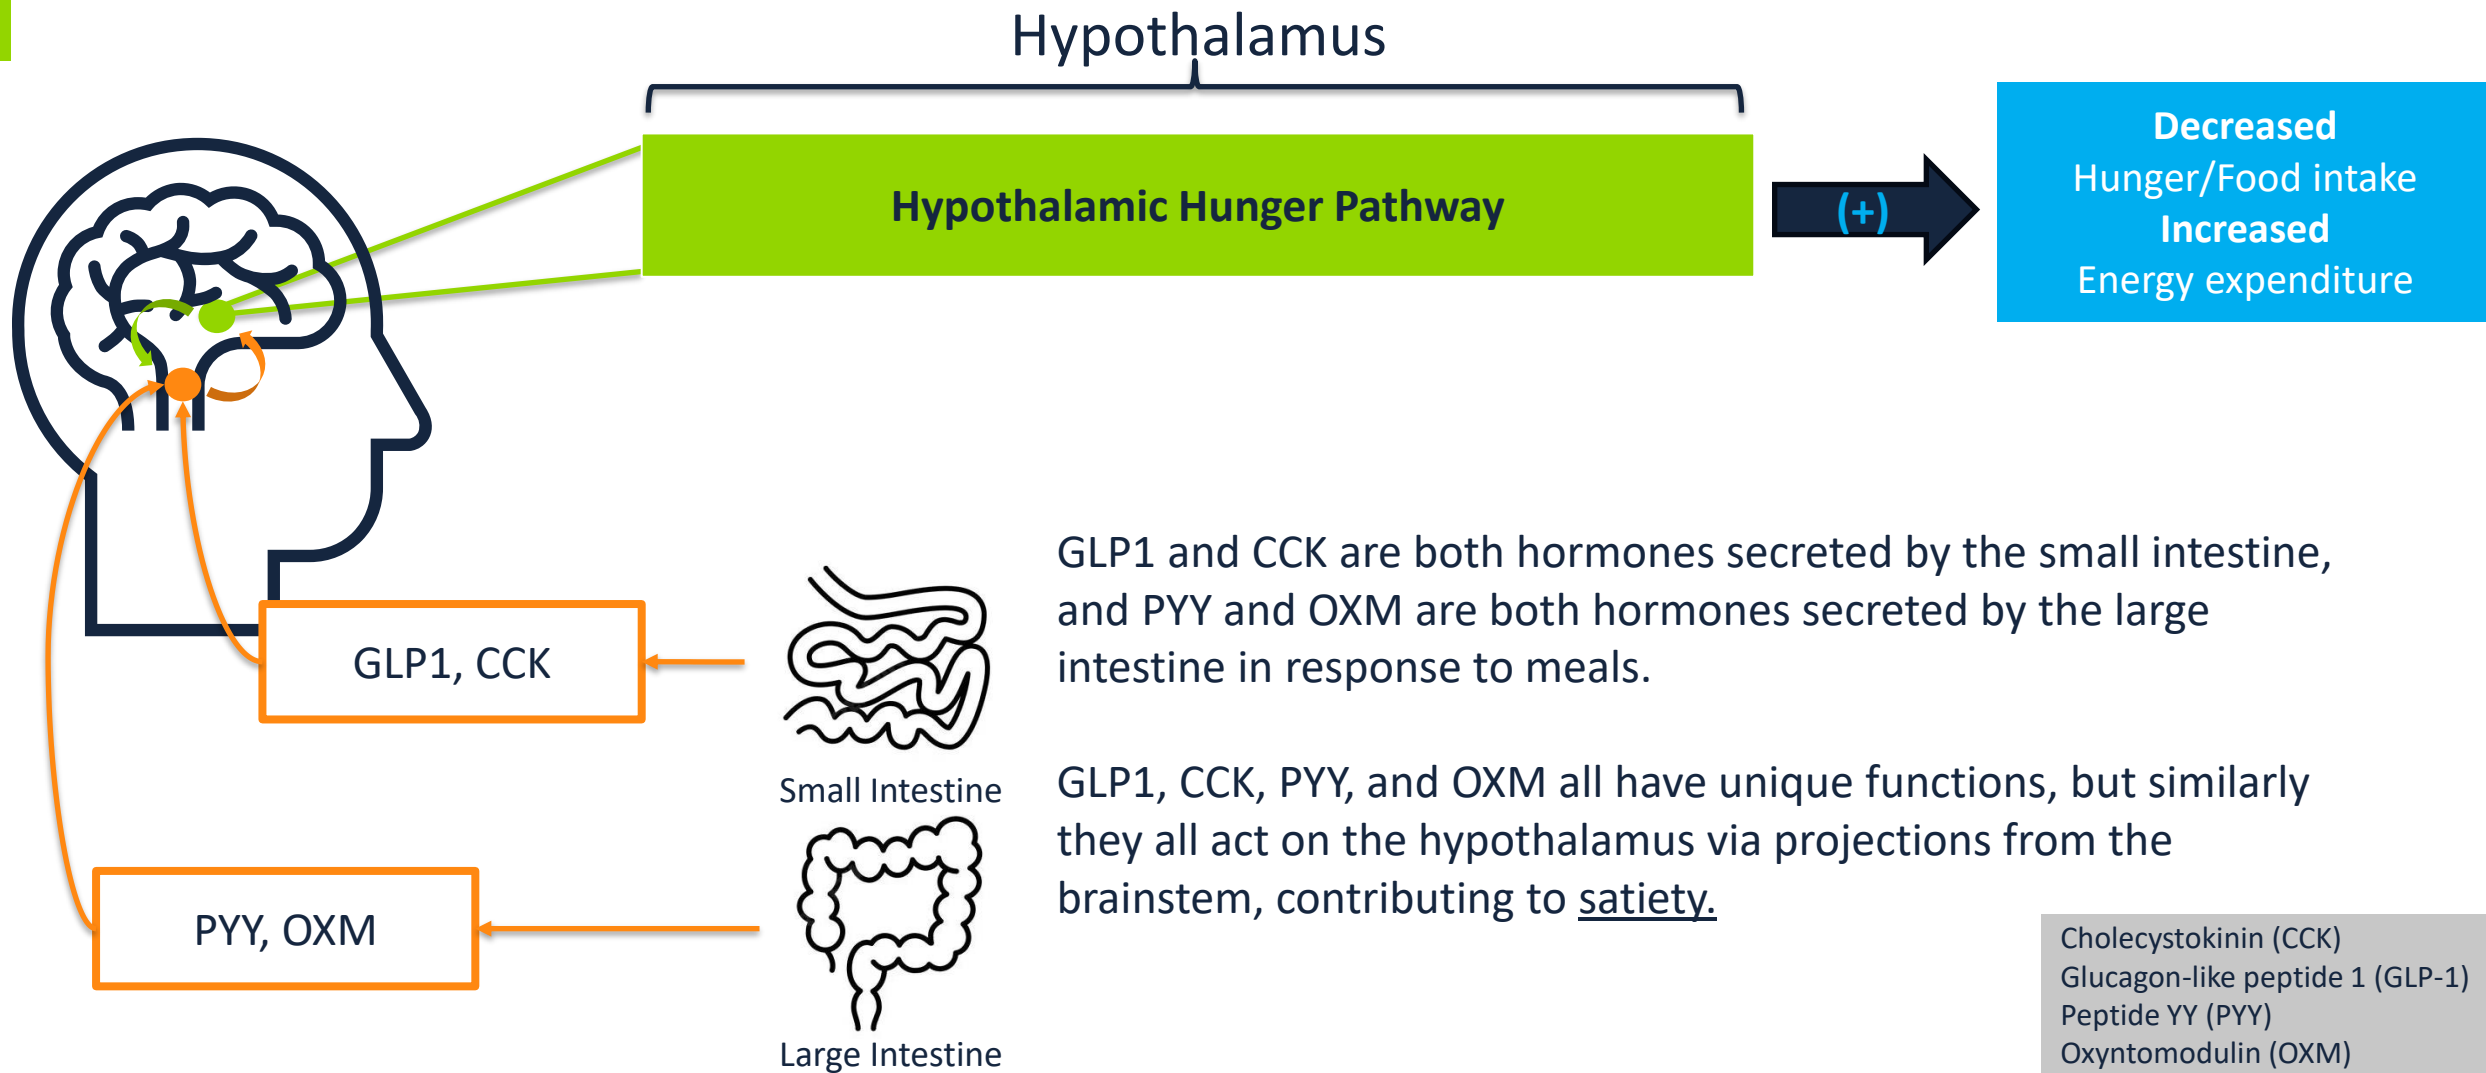 Hypothalamus
Hypothalamic Hunger Pathway
(+)
Decreased
Hunger/Food intake
Increased
Energy expenditure
GLP1, CCK
Small Intestine
PYY, OXM
Large Intestine
GLP1 and CCK are both hormones secreted by the small intestine,
and PYY and OXM are both hormones secreted by the large
intestine in response to meals.
GLP1, CCK, PYY, and OXM all have unique functions, but similarly
they all act on the hypothalamus via projections from the
brainstem, contributing to satiety.
Cholecystokinin (CCK)
Glucagon-like peptide 1 (GLP-1)
Peptide YY (PYY)
Oxyntomodulin (OXM)